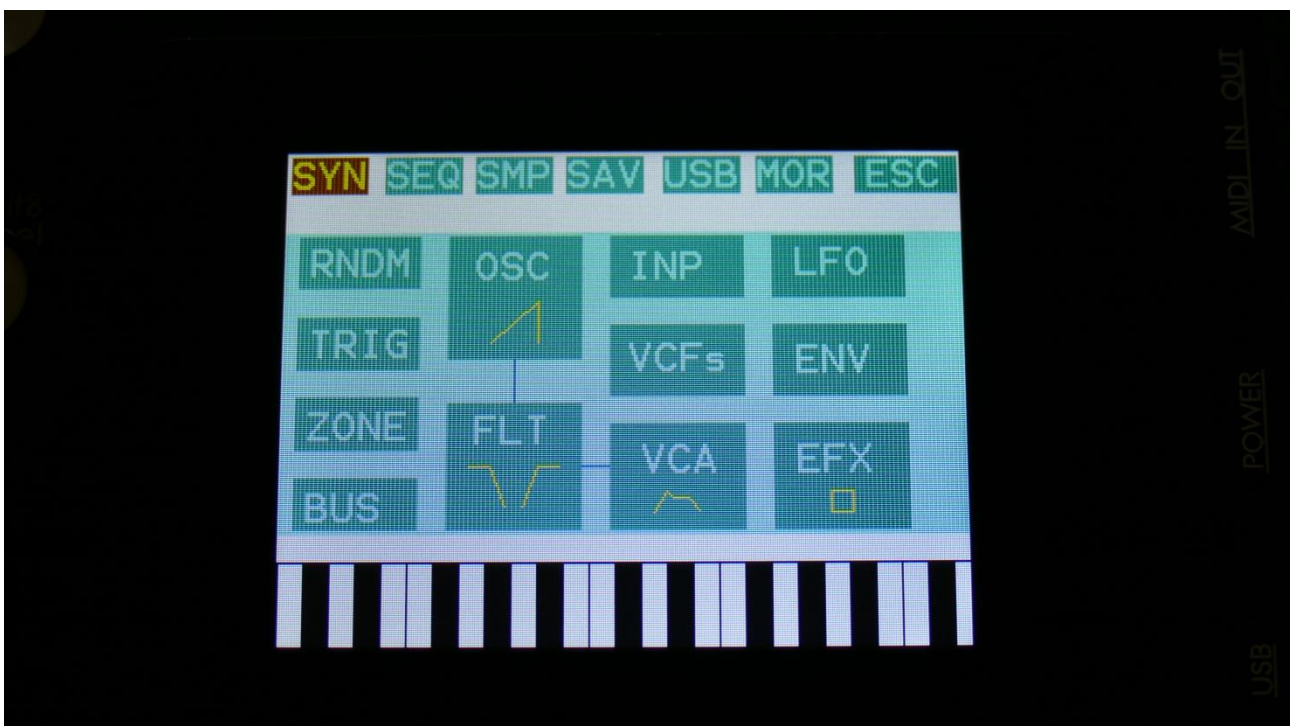 SYN SEQ SMP SAV USB MOR ESC
RNDM OSC INP LFO
TRIG VCFs ENV
ZONE FLT VCA EFX
BUS
MIDI IN OUT
POWER
USB